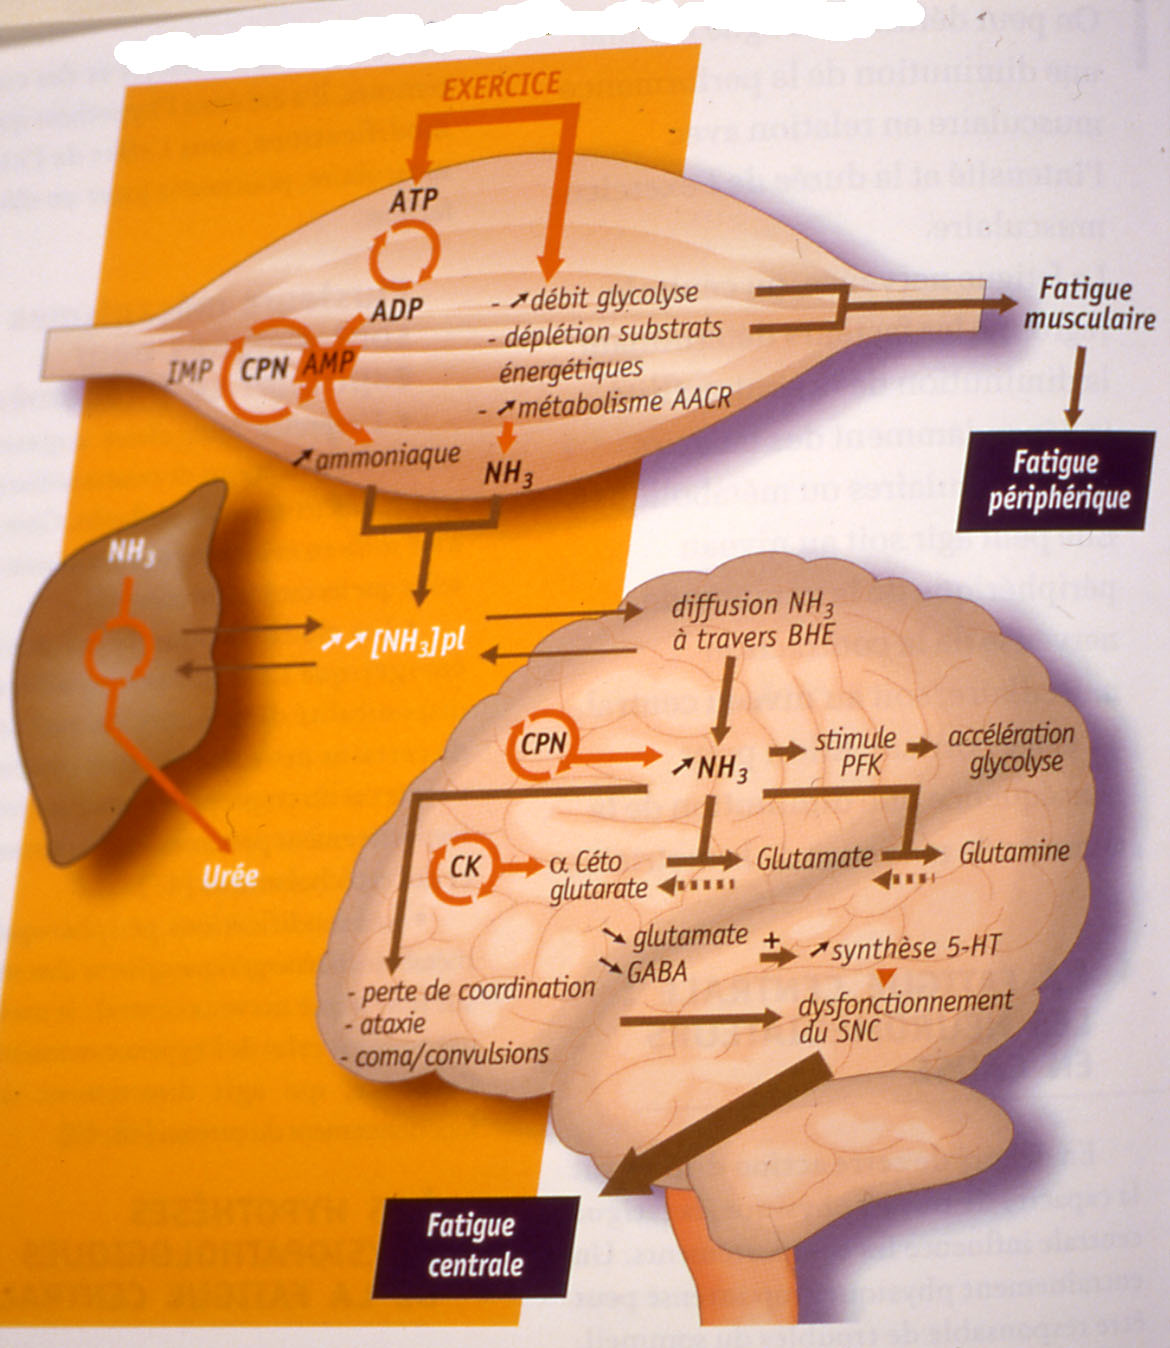 EXERCICE
ATP
ADP
IMP
CPN
AMP
↗ ammoniaque
- ↗ débit glycolyse
- déplétion substrats
énergétiques
- ↗ métabolisme AACR
NH3
Fatigue
musculaire
Fatigue
périphérique
NH3
Urée
↗↗ [NH3]pl
diffusion NH3
à travers BHE
CPN
↗ NH3
stimule
PFK
accélération
glycolyse
CK
α Céto
glutarate
Glutamate
Glutamine
↘ glutamate
↘ GABA
+
↗ synthèse 5-HT
- perte de coordination
- ataxie
- coma/convulsions
dysfonctionnement
du SNC
Fatigue
centrale